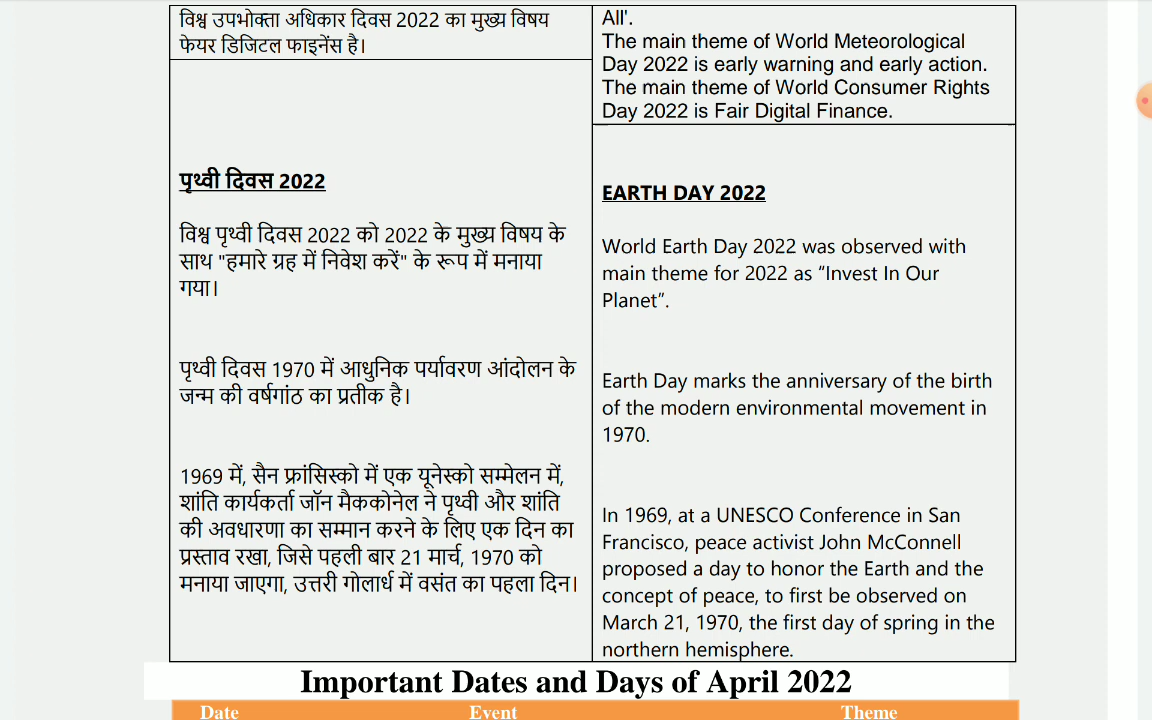 विश्व उपभोक्ता अधिकार दिवस 2022 का मुख्य विषय
फेयर डिजिटल फाइनेंस है।
पृथ्वी दिवस 2022
विश्व पृथ्वी दिवस 2022 को 2022 के मुख्य विषय के
साथ "हमारे ग्रह में निवेश करें" के रूप में मनाया
गया।
पृथ्वी दिवस 1970 में आधुनिक पर्यावरण आंदोलन के
जन्म की वर्षगांठ का प्रतीक है।
1969 में, सैन फ्रांसिस्को में एक यूनेस्को सम्मेलन में,
शांति कार्यकर्ता जॉन मैककोनेल ने पृथ्वी और शांति
की अवधारणा का सम्मान करने के लिए एक दिन का
प्रस्ताव रखा, जिसे पहली बार 21 मार्च, 1970 को
मनाया जाएगा, उत्तरी गोलार्ध में वसंत का पहला दिन।
All'.
The main theme of World Meteorological
Day 2022 is early warning and early action.
The main theme of World Consumer Rights
Day 2022 is Fair Digital Finance.
EARTH DAY 2022
World Earth Day 2022 was observed with
main theme for 2022 as “Invest In Our
Planet”.
Earth Day marks the anniversary of the birth
of the modern environmental movement in
1970.
In 1969, at a UNESCO Conference in San
Francisco, peace activist John McConnell
proposed a day to honor the Earth and the
concept of peace, to first be observed on
March 21, 1970, the first day of spring in the
northern hemisphere.
Important Dates and Days of April 2022
Date Event Theme